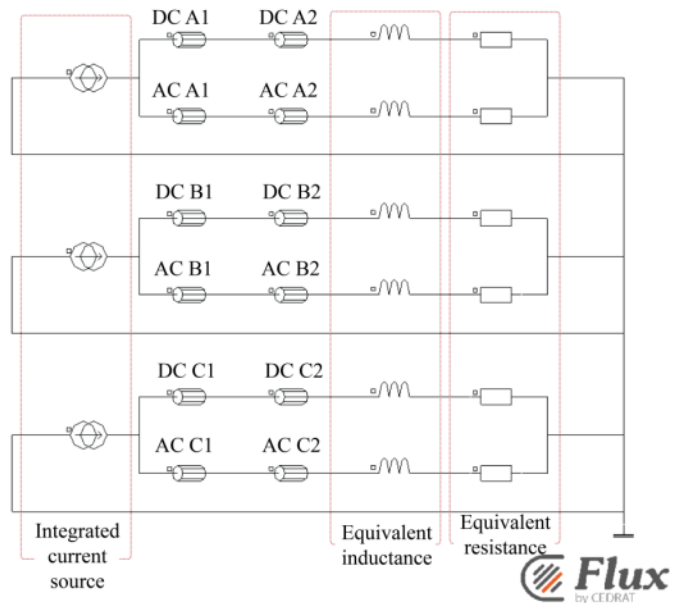 DC A1 DC A2
AC A1 AC A2
DC B1 DC B2
AC B1 AC B2
DC C1 DC C2
AC C1 AC C2
Integrated
current
source
Equivalent
inductance
Equivalent
resistance
Flux
by CEDRAT